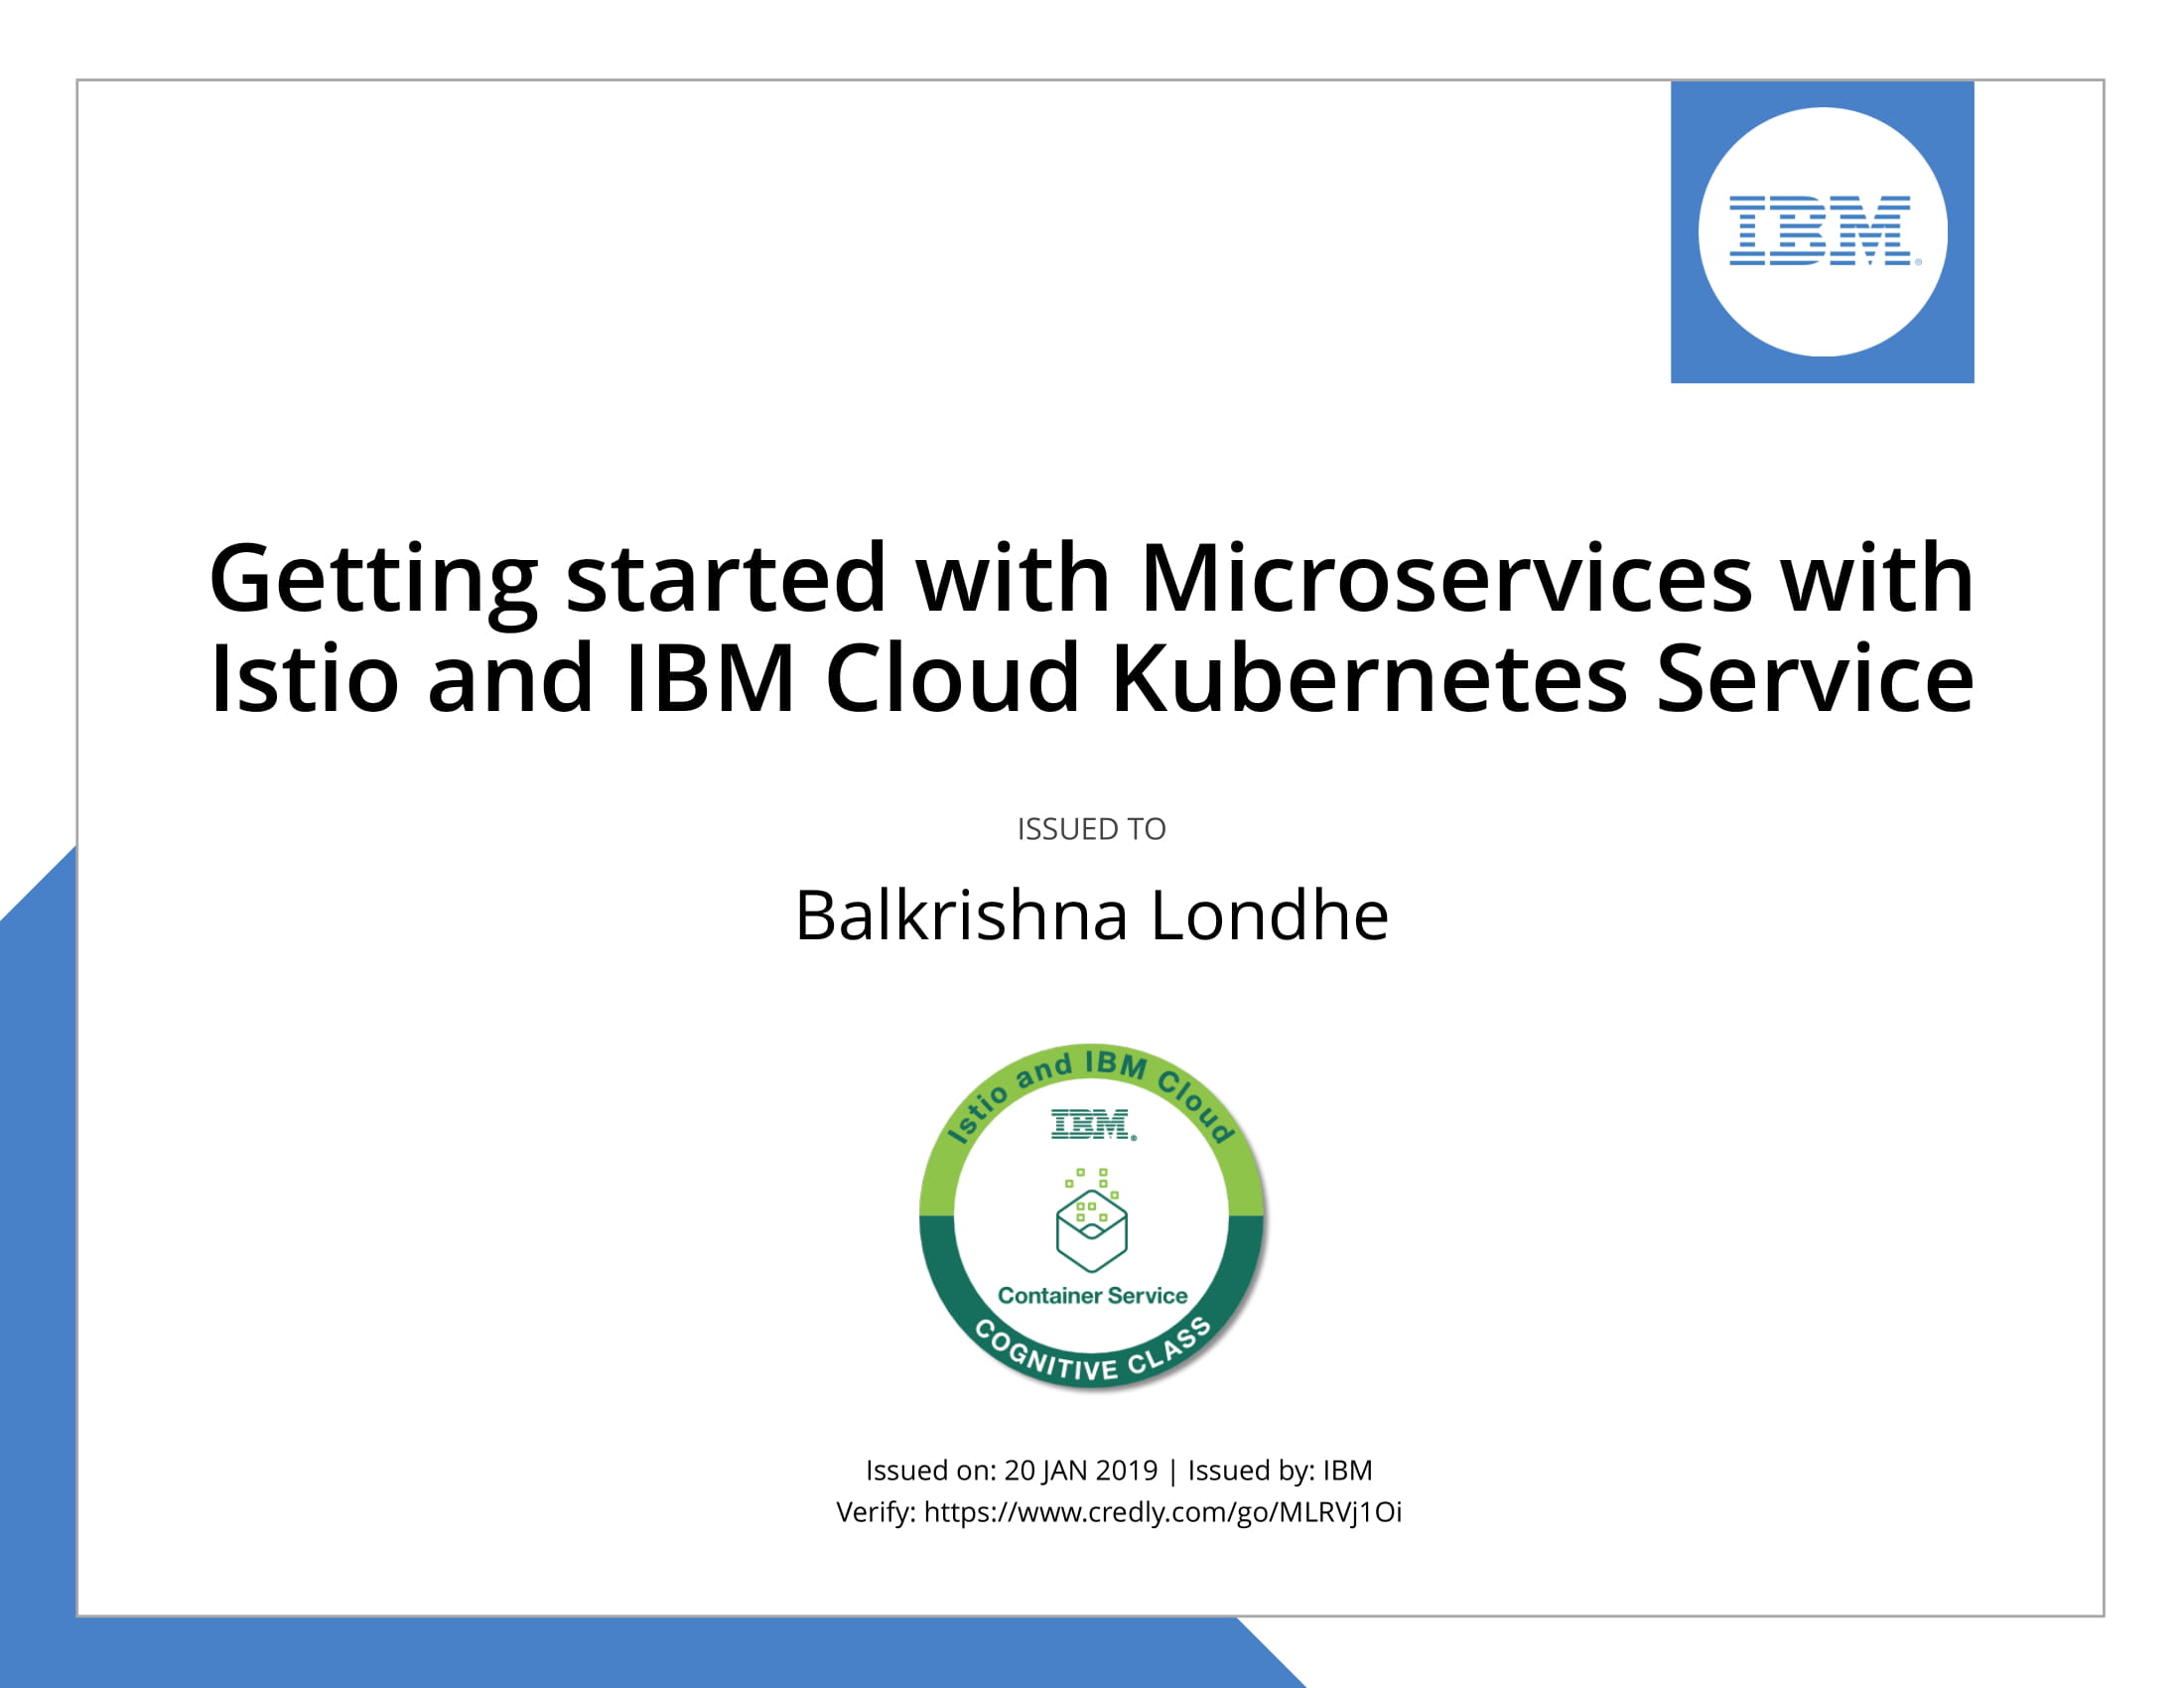 IBM®
Getting started with Microservices with
Istio and IBM Cloud Kubernetes Service
ISSUED TO
Balkrishna Londhe
Istio and IBM Cloud
IBM®
Container Service
COGNITIVE CLASS
Issued on: 20 JAN 2019 | Issued by: IBM
Verify: https://www.credly.com/go/MLRVj1Oi